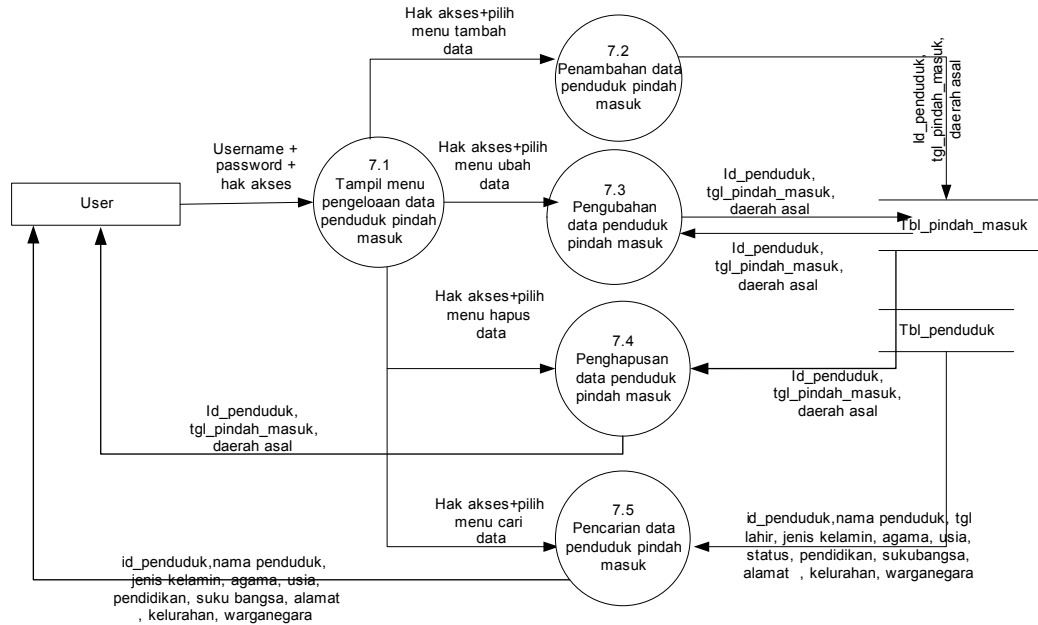 Hak akses+pilih
menu tambah
data
7.2
Penambahan data
penduduk pindah
masuk
Id_penduduk,
tgl_pindah_masuk,
daerah asal
Username +
password +
hak akses
7.1
Tampil menu
pengeloaan data
penduduk pindah
masuk
Hak akses+pilih
menu ubah
data
7.3
Pengubahan
data penduduk
pindah masuk
Id_penduduk,
tgl_pindah_masuk,
daerah asal
User
Tbl_pindah_masuk
Id_penduduk,
tgl_pindah_masuk,
daerah asal
Hak akses+pilih
menu hapus
data
7.4
Penghapusan
data penduduk
pindah masuk
Tbl_penduduk
Id_penduduk,
tgl_pindah_masuk,
daerah asal
Id_penduduk,
tgl_pindah_masuk,
daerah asal
Hak akses+pilih
menu cari
data
7.5
Pencarian data
penduduk pindah
masuk
id_penduduk,nama penduduk, tgl
lahir, jenis kelamin, agama, usia,
status, pendidikan, sukubangsa,
alamat , kelurahan, warganegara
id_penduduk,nama penduduk,
jenis kelamin, agama, usia,
pendidikan, suku bangsa, alamat
, kelurahan, warganegara